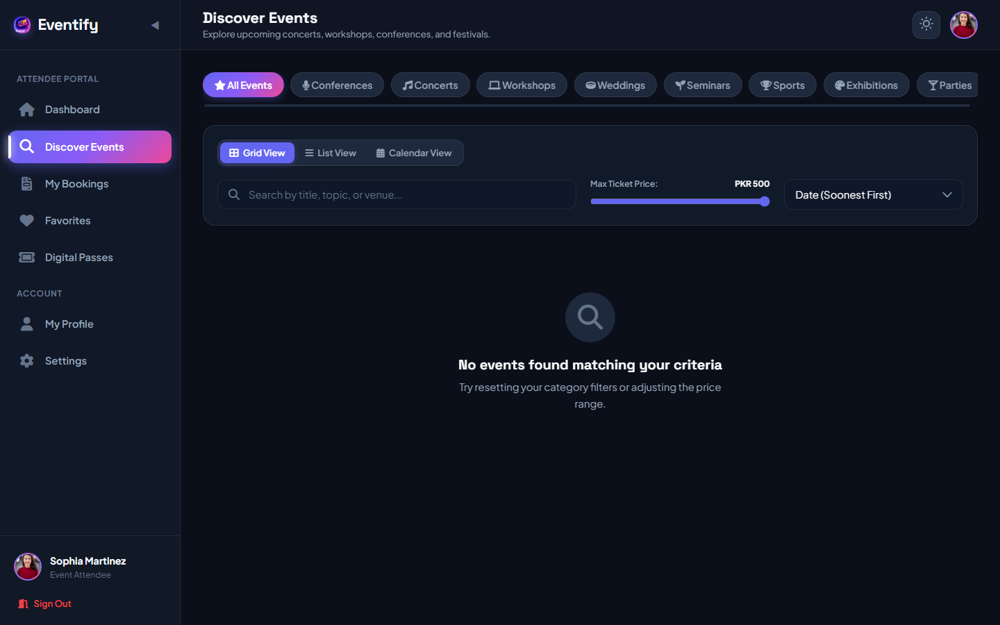 Eventify
Discover Events
Explore upcoming concerts, workshops, conferences, and festivals.
ATTENDEE PORTAL
Dashboard
Discover Events
My Bookings
Favorites
Digital Passes
ACCOUNT
My Profile
Settings
Sophia Martinez
Event Attendee
Sign Out
All Events
Conferences
Concerts
Workshops
Weddings
Seminars
Sports
Exhibitions
Parties
Grid View
List View
Calendar View
Search by title, topic, or venue...
Max Ticket Price:
PKR 500
Date (Soonest First)
No events found matching your criteria
Try resetting your category filters or adjusting the price
range.